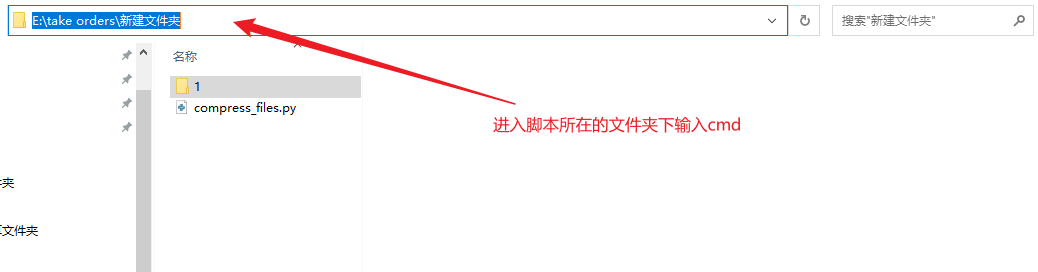 E:\take orders\新建文件夹
搜索"新建文件夹"
名称
1
compress_files.py
进入脚本所在的文件夹下输入cmd
夹
文件夹